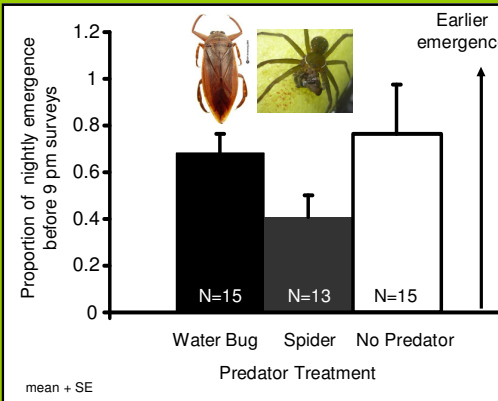 Earlier
emergence
Proportion of nightly emergence
before 9 pm surveys
1.2
1
0.8
0.6
0.4
0.2
0
N=15
N=13
N=15
Water Bug
Spider
No Predator
Predator Treatment
mean + SE